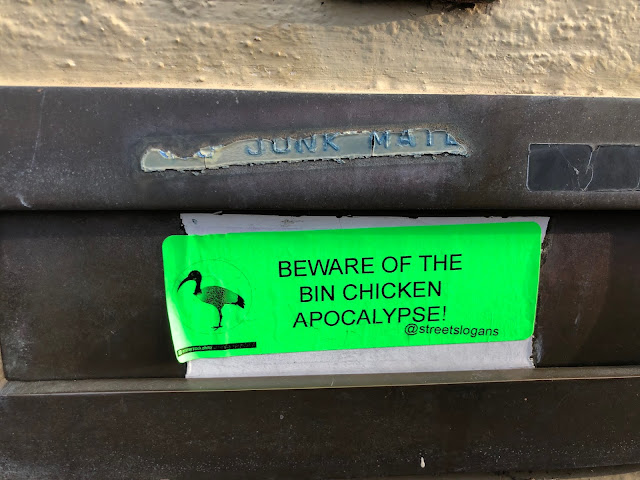 JUNK MAIL
BEWARE OF THE
BIN CHICKEN
APOCALYPSE!
@streetslogans